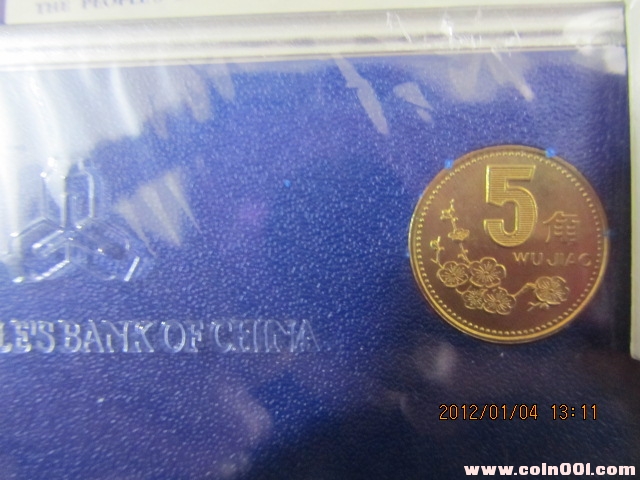 THE PEOPLE'S
5角
WU JIAO
LE'S BANK OF CHINA
2012/01/04 13:11
www.coin001.com